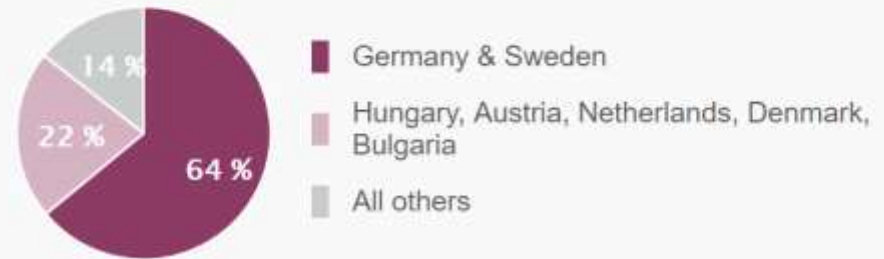 14 %
22 %
64 %
Germany & Sweden
Hungary, Austria, Netherlands, Denmark,
Bulgaria
All others